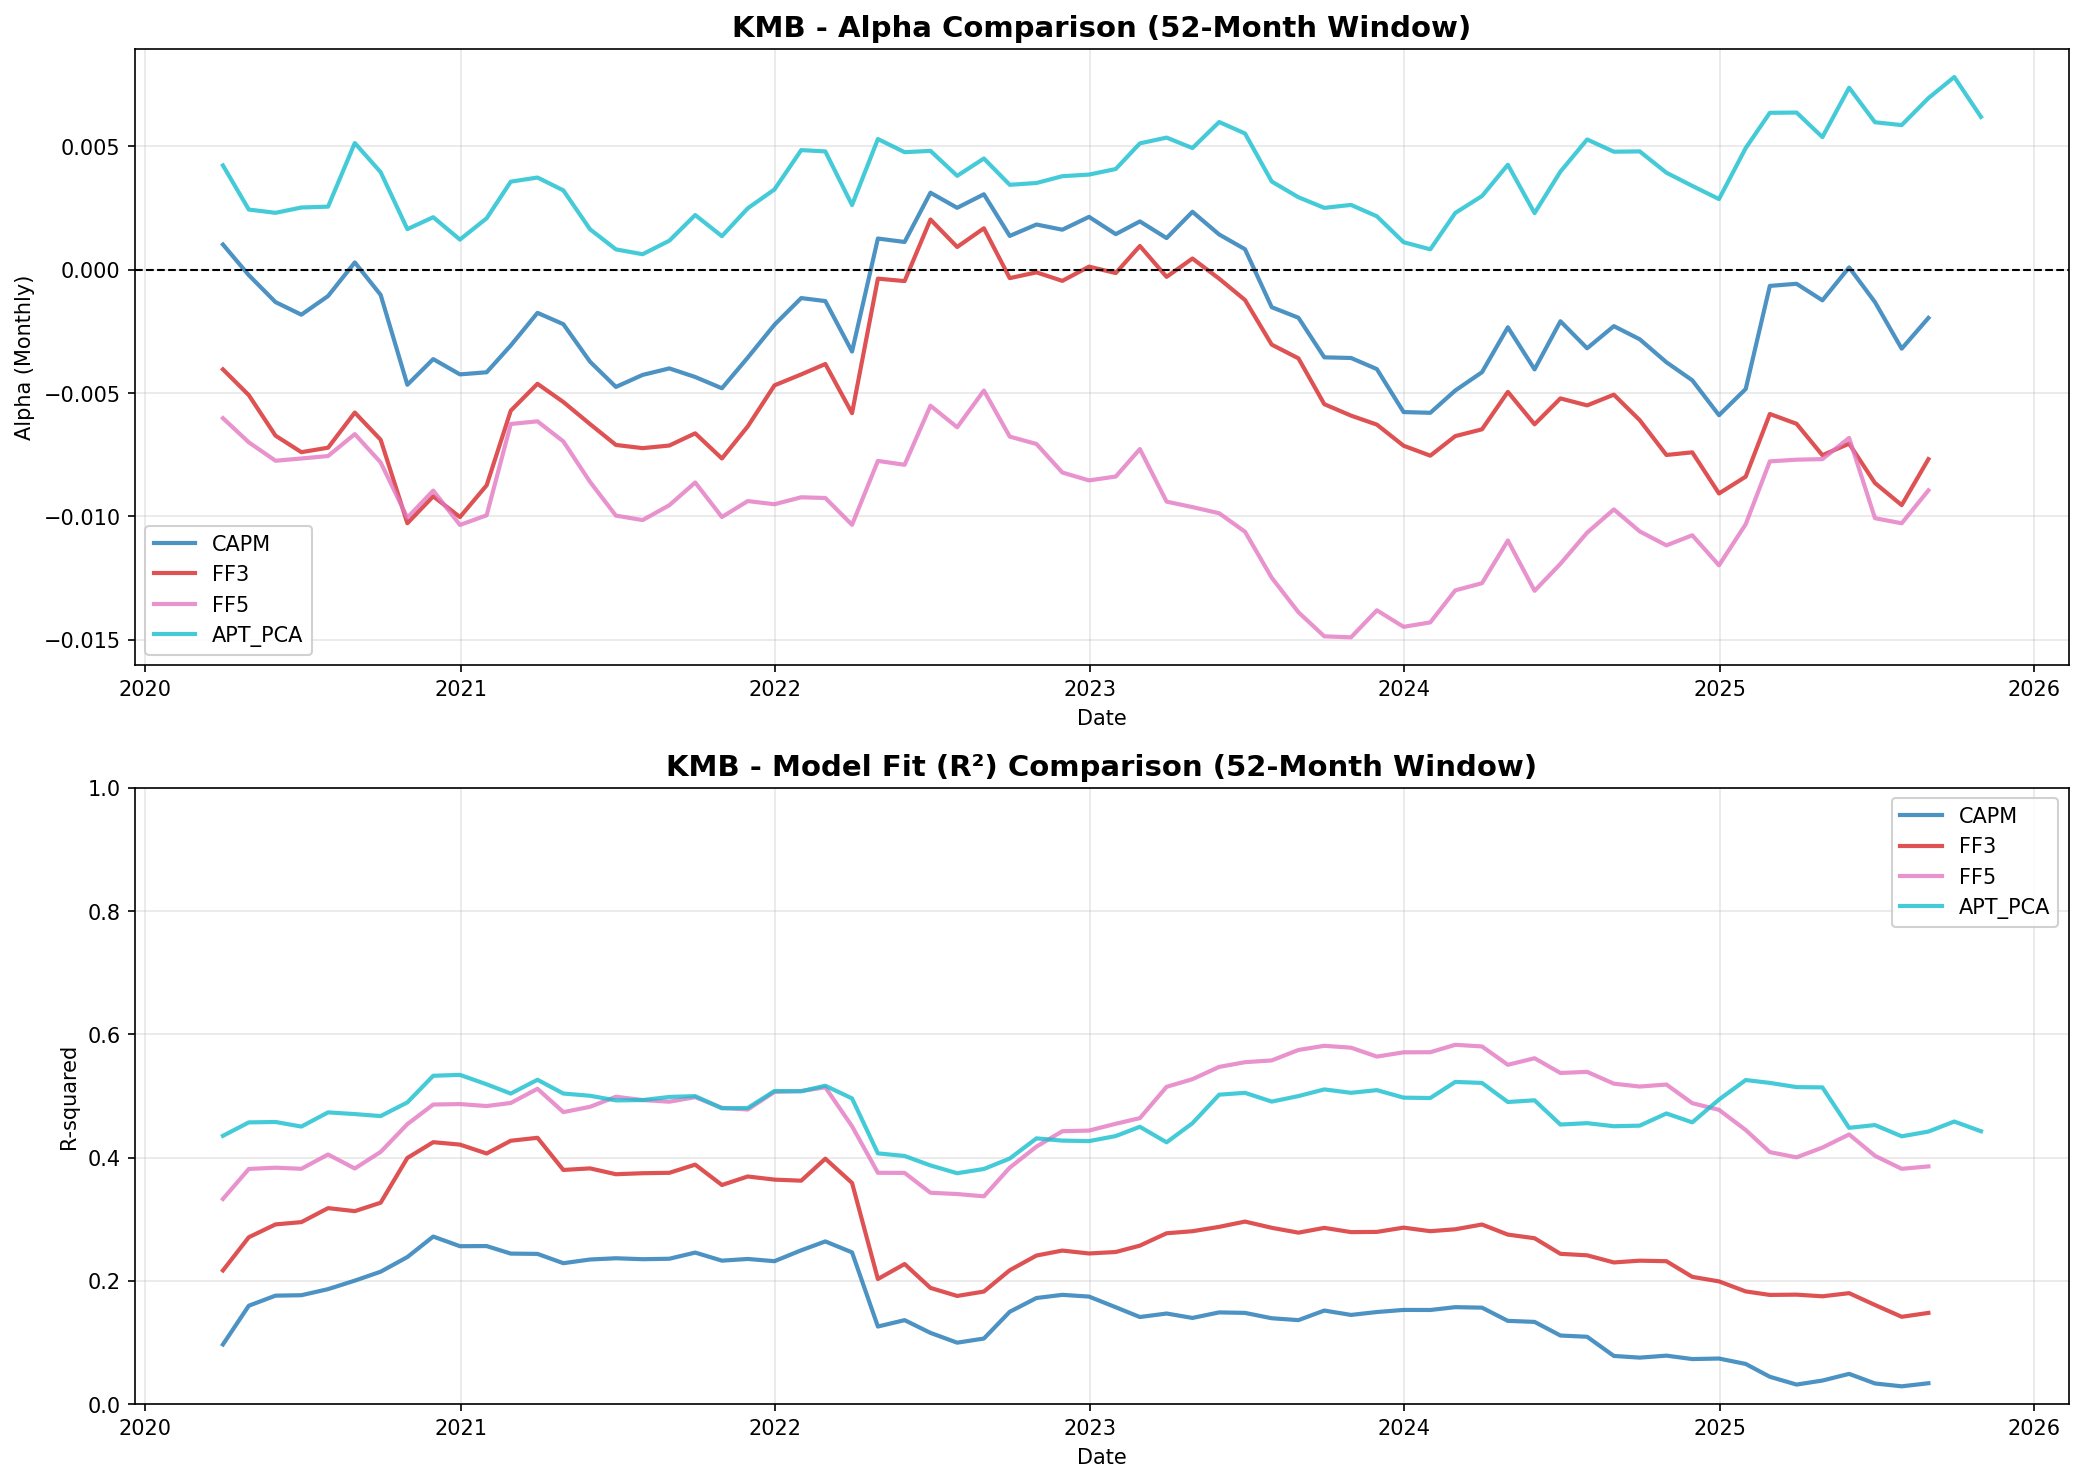 KMB - Alpha Comparison (52-Month Window)
Alpha (Monthly)
0.005
0.000
−0.005
−0.010
−0.015
CAPM
FF3
FF5
APT_PCA
2020 2021 2022 2023 2024 2025 2026
Date
KMB - Model Fit (R²) Comparison (52-Month Window)
R-squared
1.0
0.8
0.6
0.4
0.2
0.0
CAPM
FF3
FF5
APT_PCA
2020 2021 2022 2023 2024 2025 2026
Date